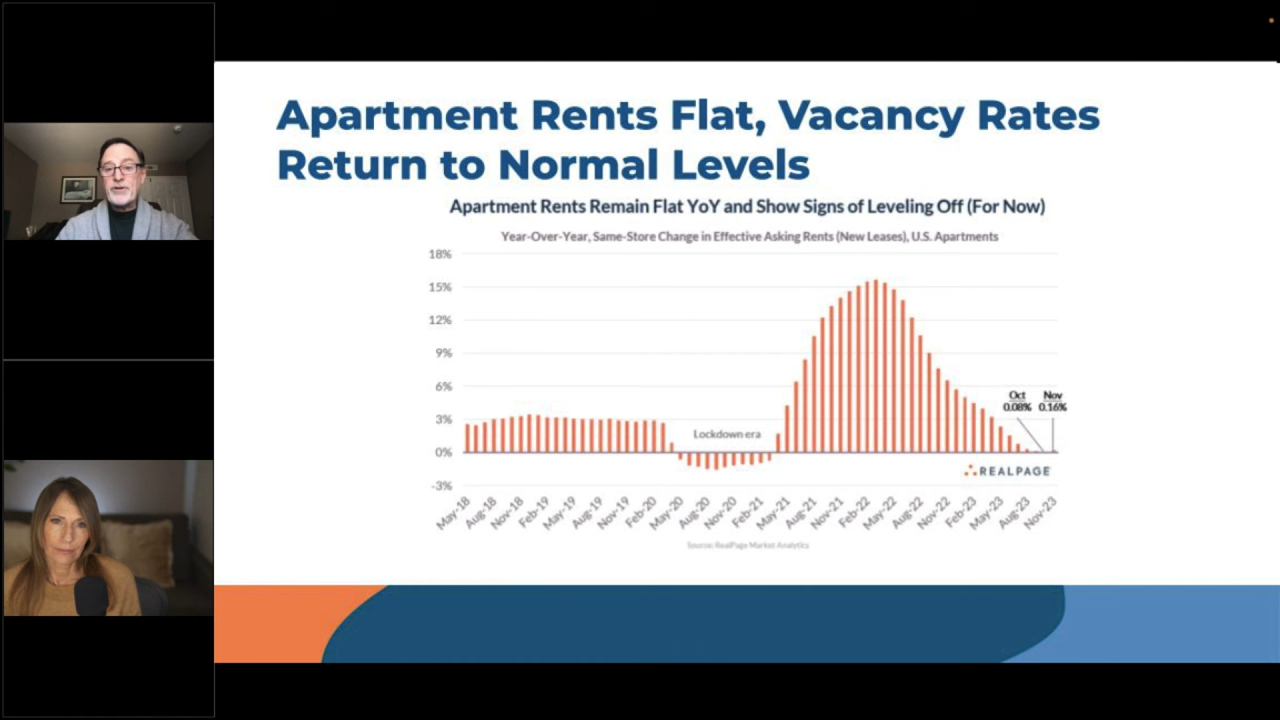 Apartment Rents Flat, Vacancy Rates
Return to Normal Levels
Apartment Rents Remain Flat YoY and Show Signs of Leveling Off (For Now)
Year-Over-Year, Same-Store Change in Effective Asking Rents (New Leases), U.S. Apartments
18%
15%
12%
9%
6%
3%
0%
-3%
Oct
0.08%
Nov
0.16%
Lockdown era
REALPAGE
May-18
Aug-18
Nov-18
Feb-19
May-19
Aug-19
Nov-19
Feb-20
May-20
Aug-20
Nov-20
Feb-21
May-21
Aug-21
Nov-21
Feb-22
May-22
Aug-22
Nov-22
Feb-23
May-23
Aug-23
Nov-23
Source: RealPage Market Analytics